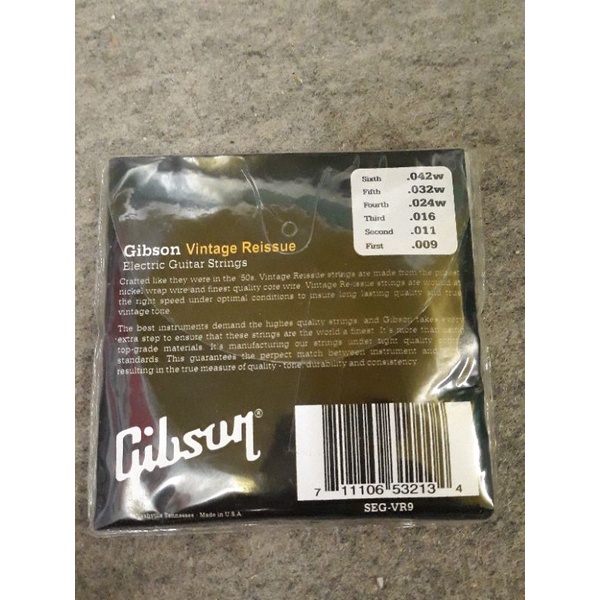 Sixth .042w
Fifth .032w
Fourth .024w
Third .016
Second .011
First .009
Gibson Vintage Reissue
Electric Guitar Strings
Crafted like they were in the '50s. Vintage Reissue strings are made from the purest
nickel wrap wire and finest quality core wire. Vintage Re-issue strings are wound at
the right speed under optimal conditions to insure long lasting quality and true
vintage tone
The best instruments demand the highes quality strings and Gibson takes
extra step to ensure that these strings are the world's finest. It's more than
top-grade materials. It's manufacturing our strings under tight quality
standards. This guarantees the perfect match between instrument and
resulting in the true measure of quality - tone, durability and consistency.
Gibson®
Nashville Tennessee · Made in U.S.A
7 11106 53213 4
SEG-VR9